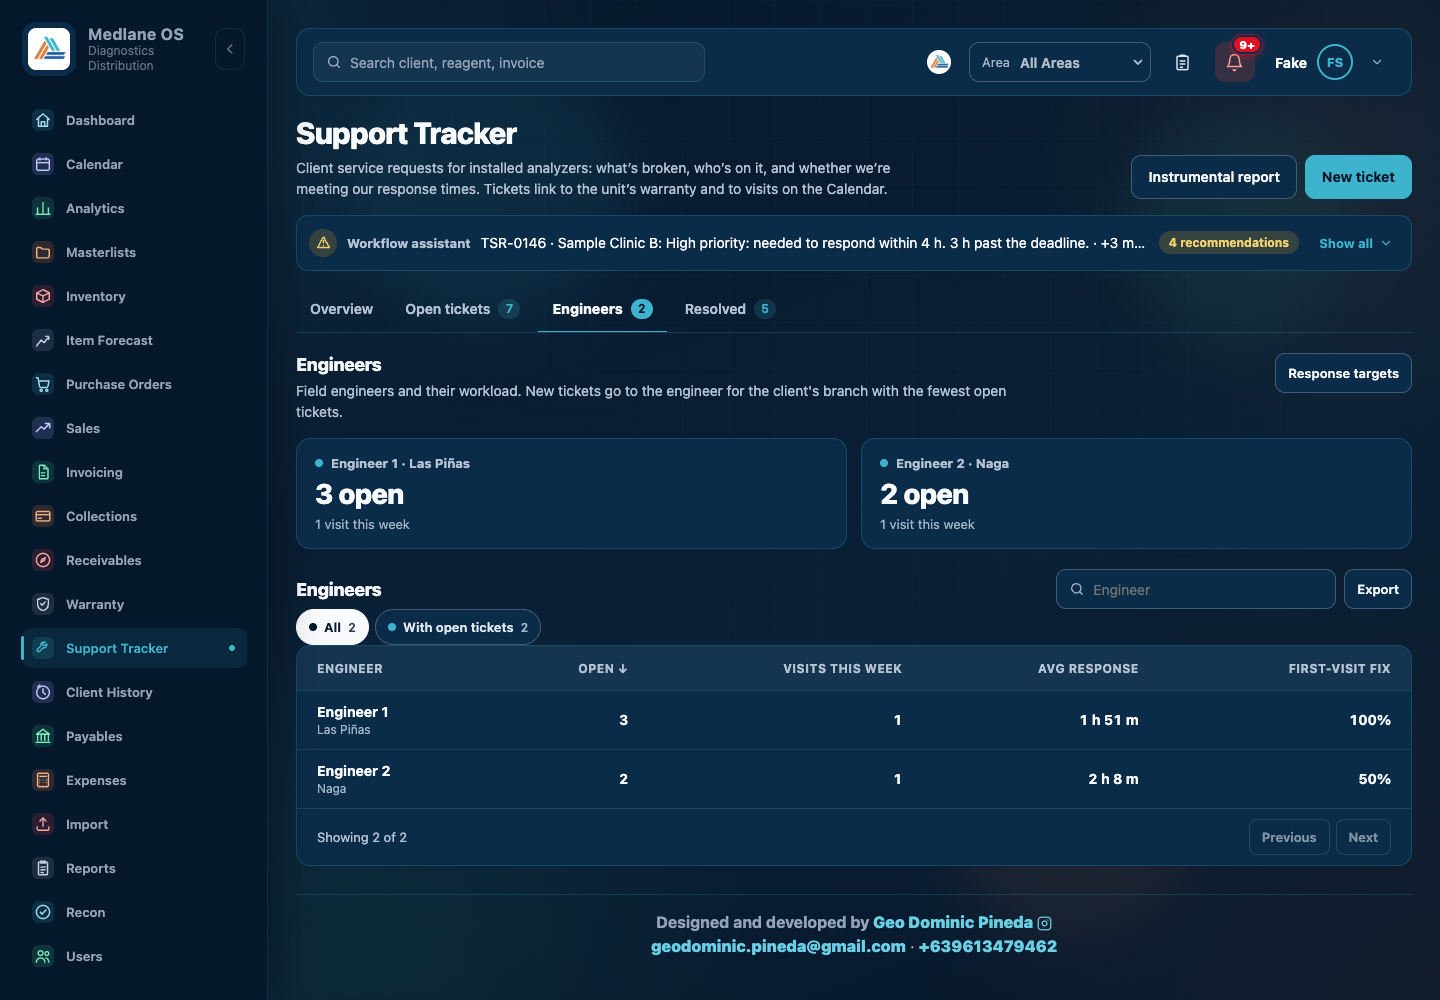 Medlane OS
Diagnostics
Distribution
Dashboard
Calendar
Analytics
Masterlists
Inventory
Item Forecast
Purchase Orders
Sales
Invoicing
Collections
Receivables
Warranty
Support Tracker
Client History
Payables
Expenses
Import
Reports
Recon
Users
Search client, reagent, invoice
Area All Areas
9+
Fake FS
Support Tracker
Client service requests for installed analyzers: what’s broken, who’s on it, and whether we’re
meeting our response times. Tickets link to the unit’s warranty and to visits on the Calendar.
Instrumental report
New ticket
Workflow assistant TSR-0146 · Sample Clinic B: High priority: needed to respond within 4 h. 3 h past the deadline. · +3 m... 4 recommendations Show all
Overview Open tickets 7 Engineers 2 Resolved 5
Engineers
Field engineers and their workload. New tickets go to the engineer for the client's branch with the fewest open
tickets.
Response targets
Engineer 1 · Las Piñas
3 open
1 visit this week
Engineer 2 · Naga
2 open
1 visit this week
Engineers
Engineer
Export
All 2 With open tickets 2
ENGINEER OPEN ↓ VISITS THIS WEEK AVG RESPONSE FIRST-VISIT FIX
Engineer 1 3 1 1 h 51 m 100%
Las Piñas
Engineer 2 2 1 2 h 8 m 50%
Naga
Showing 2 of 2 Previous Next
Designed and developed by Geo Dominic Pineda
geodominic.pineda@gmail.com · +639613479462